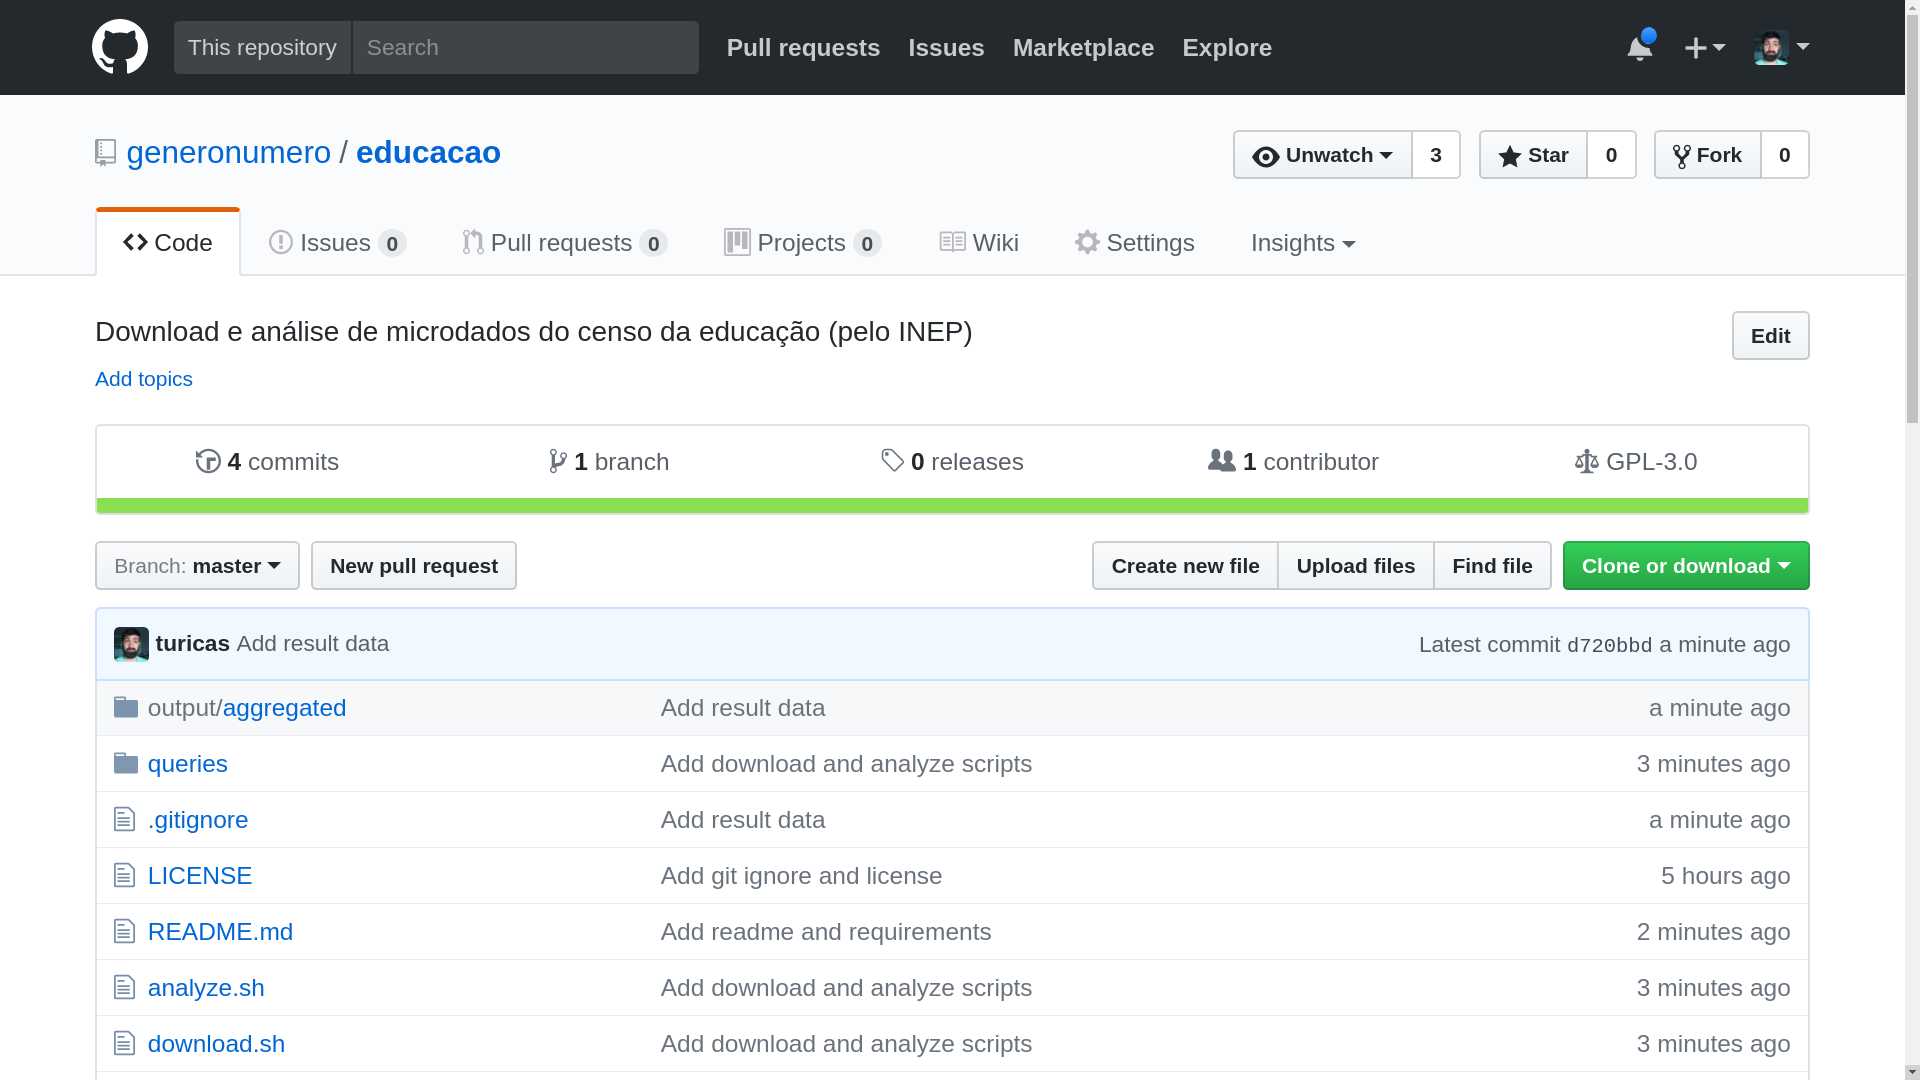 This repository Search Pull requests Issues Marketplace Explore
generonumero / educacao Unwatch 3 Star 0 Fork 0
Code Issues 0 Pull requests 0 Projects 0 Wiki Settings Insights
Download e análise de microdados do censo da educação (pelo INEP) Edit
Add topics
4 commits 1 branch 0 releases 1 contributor GPL-3.0
Branch: master New pull request Create new file Upload files Find file Clone or download
turicas Add result data Latest commit d720bbd a minute ago
output/aggregated Add result data a minute ago
queries Add download and analyze scripts 3 minutes ago
.gitignore Add result data a minute ago
LICENSE Add git ignore and license 5 hours ago
README.md Add readme and requirements 2 minutes ago
analyze.sh Add download and analyze scripts 3 minutes ago
download.sh Add download and analyze scripts 3 minutes ago